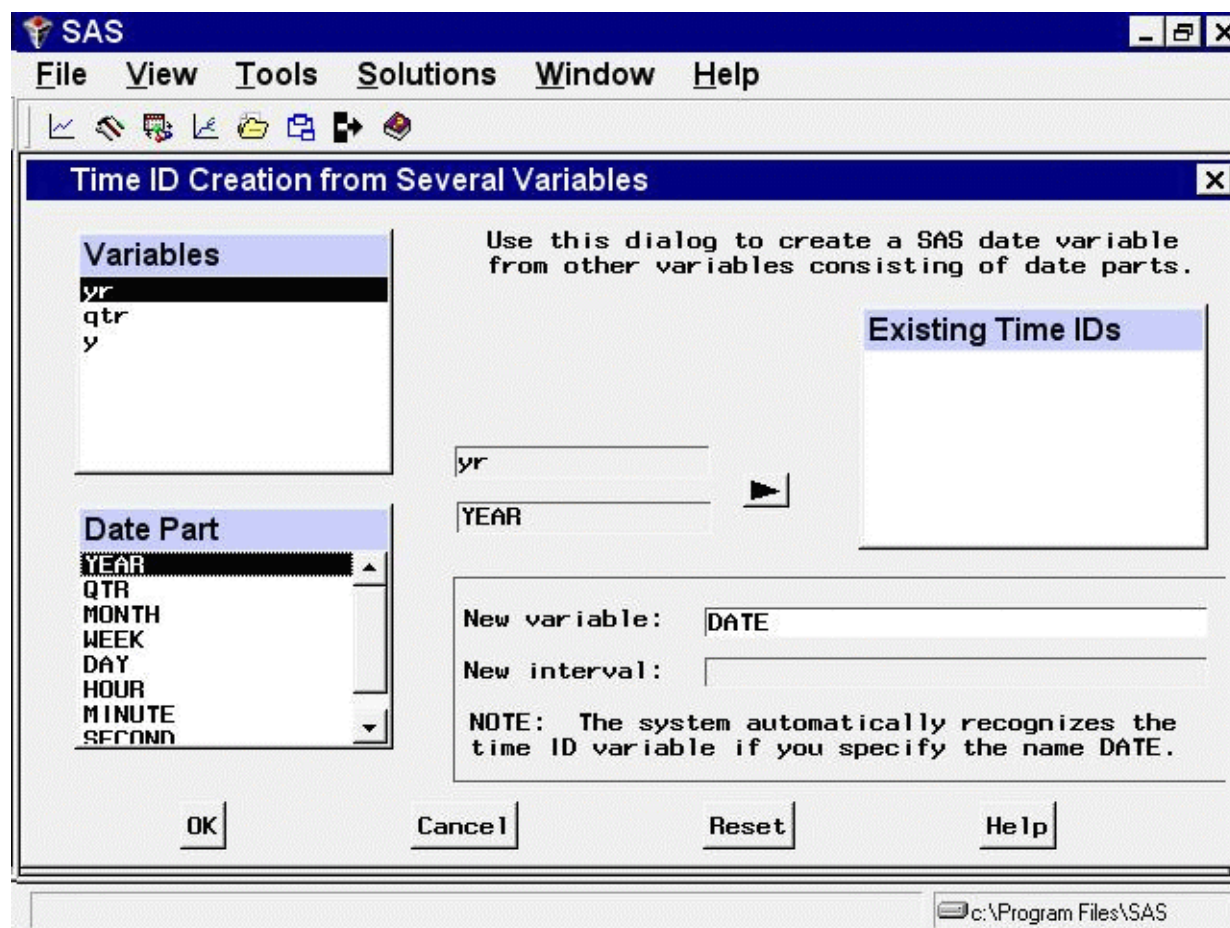 SAS
File View Tools Solutions Window Help
Time ID Creation from Several Variables
Variables
yr
qtr
y
Use this dialog to create a SAS date variable
from other variables consisting of date parts.
Existing Time IDs
yr
YEAR
Date Part
YEAR
QTR
MONTH
WEEK
DAY
HOUR
MINUTE
SECOND
New variable: DATE
New interval:
NOTE: The system automatically recognizes the
time ID variable if you specify the name DATE.
OK Cancel Reset Help
c:\Program Files\SAS